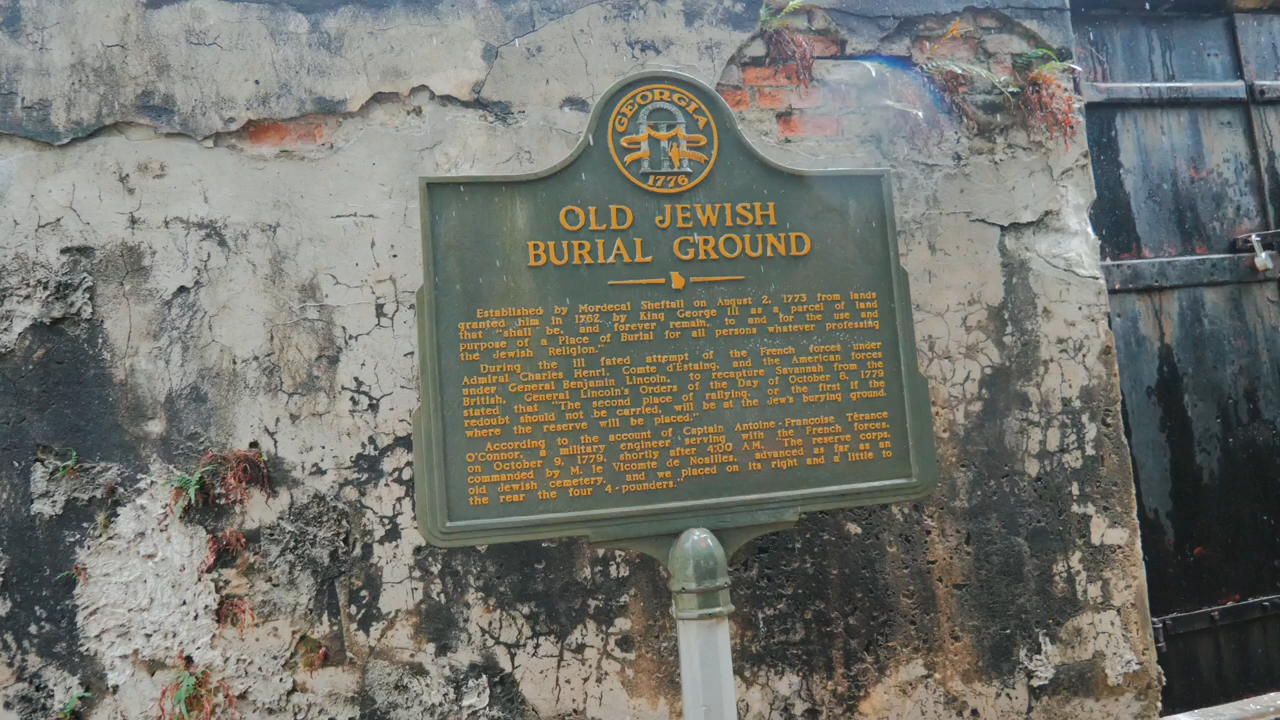 GEORGIA
1776
OLD JEWISH
BURIAL GROUND
Established by Mordecai Sheftall on August 2, 1773 from lands
granted him in 1762 by King George III as a parcel of land
that "shall be, and forever remain, to and for the use and
purpose of a Place of Burial for all persons whatever professing
the Jewish Religion."
During the ill fated attempt of the French forces under
Admiral Charles Henri, Comte d'Estaing, and the American forces
under General Benjamin Lincoln, to recapture Savannah from the
British, General Lincoln's Orders of the Day of October 8, 1779
stated that "The second place of rallying, or the first if the
redoubt should not be carried, will be at the Jew's burying ground,
where the reserve will be placed."
According to the account of Captain Antoine-Francoise Térance
O'Connor, a military engineer serving with the French forces,
on October 9, 1779, shortly after 4:00 A.M. "The reserve corps,
commanded by M. le Vicomte de Noailles, advanced as far as an
old Jewish cemetery, and we placed on its right and a little to
the rear the four 4-pounders."